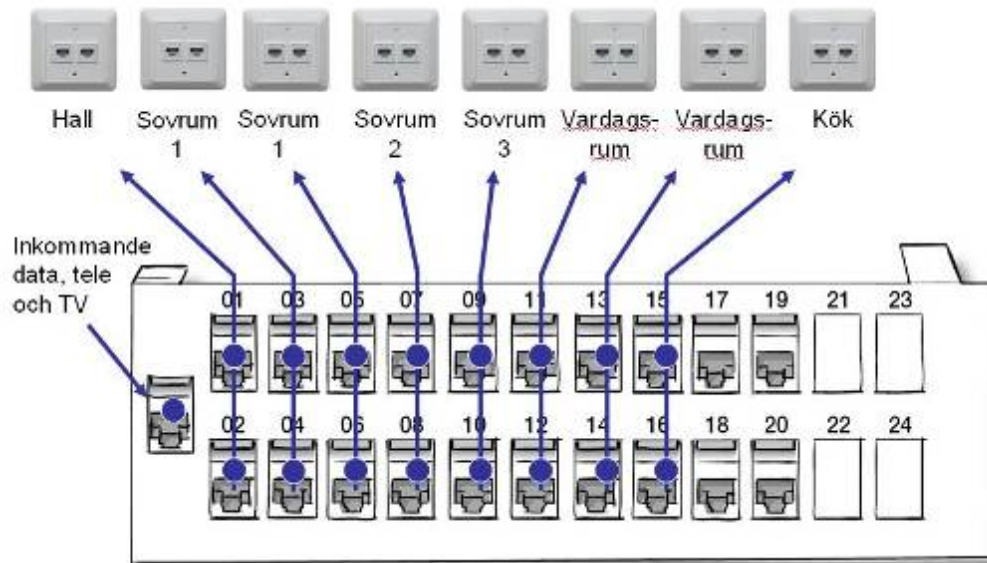 Hall
Sovrum
1
Sovrum
1
Sovrum
2
Sovrum
3
Vardags-
rum
Vardags-
rum
Kök
Inkommande
data, tele
och TV
01 03 05 07 09 11 13 15 17 19 21 23
02 04 06 08 10 12 14 16 18 20 22 24